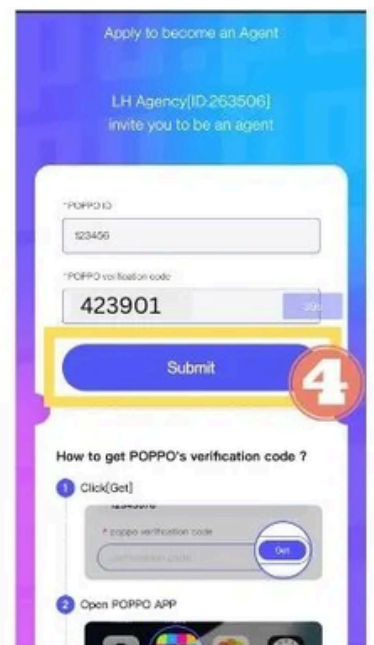 Apply to become an Agent
LH Agency[ID:263506]
invite you to be an agent
*POPPO ID
123456
*POPPO verification code
423901
Submit
4
How to get POPPO's verification code ?
1 Click[Get]
* poppo verification code
Get
2 Open POPPO APP